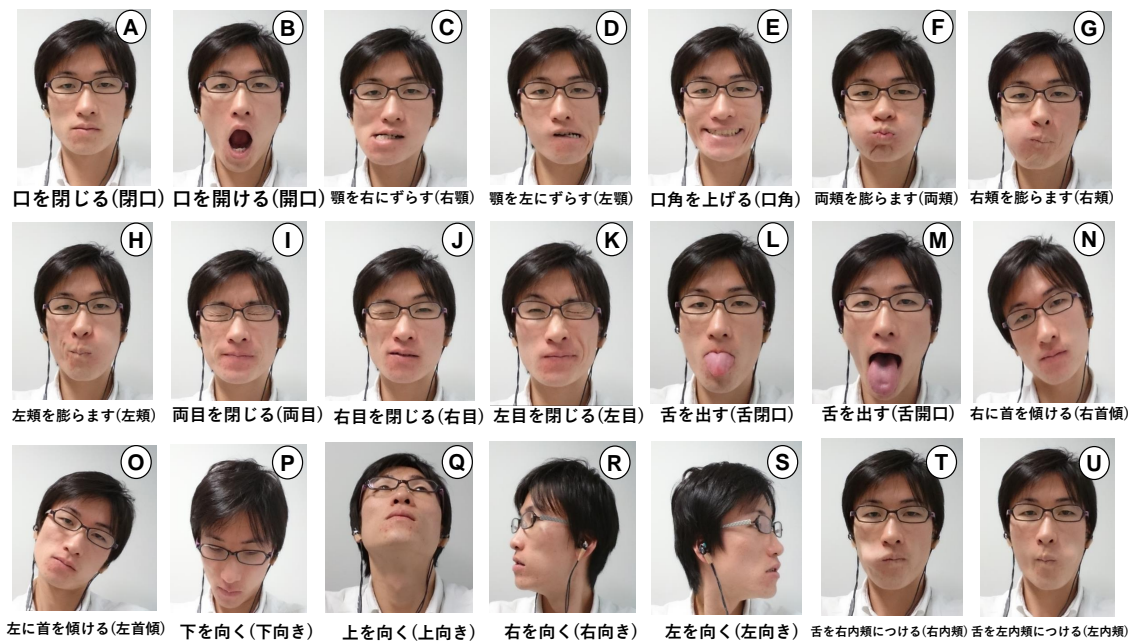 A
B
C
D
E
F
G
口を閉じる(閉口)
口を開ける(開口)
顎を右にずらす(右顎)
顎を左にずらす(左顎)
口角を上げる(口角)
両頬を膨らます(両頬)
右頬を膨らます(右頬)
H
I
J
K
L
M
N
左頬を膨らます(左頬)
両目を閉じる(両目)
右目を閉じる(右目)
左目を閉じる(左目)
舌を出す(舌閉口)
舌を出す(舌開口)
右に首を傾ける(右首傾)
O
P
Q
R
S
T
U
左に首を傾ける(左首傾)
下を向く(下向き)
上を向く(上向き)
右を向く(右向き)
左を向く(左向き)
舌を右内頬につける(右内頬)
舌を左内頬につける(左内頬)